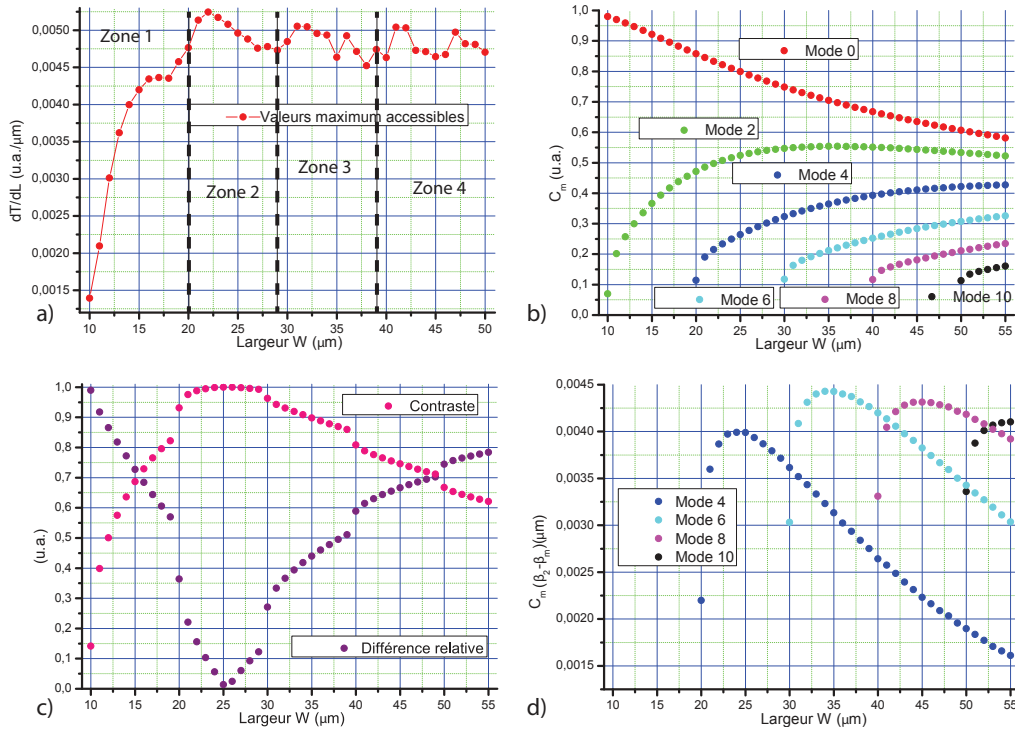 a)
dT/dL (u.a./µm)
0,0050
0,0045
0,0040
0,0035
0,0030
0,0025
0,0020
0,0015
Zone 1
Valeurs maximum accessibles
Zone 2
Zone 3
Zone 4
10 15 20 25 30 35 40 45 50
Largeur W (µm)
b)
C_m (u.a.)
1,0
0,9
0,8
0,7
0,6
0,5
0,4
0,3
0,2
0,1
0,0
Mode 0
Mode 2
Mode 4
Mode 6
Mode 8
Mode 10
10 15 20 25 30 35 40 45 50 55
Largeur W (µm)
c)
(u.a.)
1,0
0,9
0,8
0,7
0,6
0,5
0,4
0,3
0,2
0,1
0,0
Contraste
Différence relative
10 15 20 25 30 35 40 45 50 55
Largeur W (µm)
d)
C_m(β_2-β_m)(µm)
0,0045
0,0040
0,0035
0,0030
0,0025
0,0020
0,0015
Mode 4
Mode 6
Mode 8
Mode 10
10 15 20 25 30 35 40 45 50 55
Largeur W (µm)